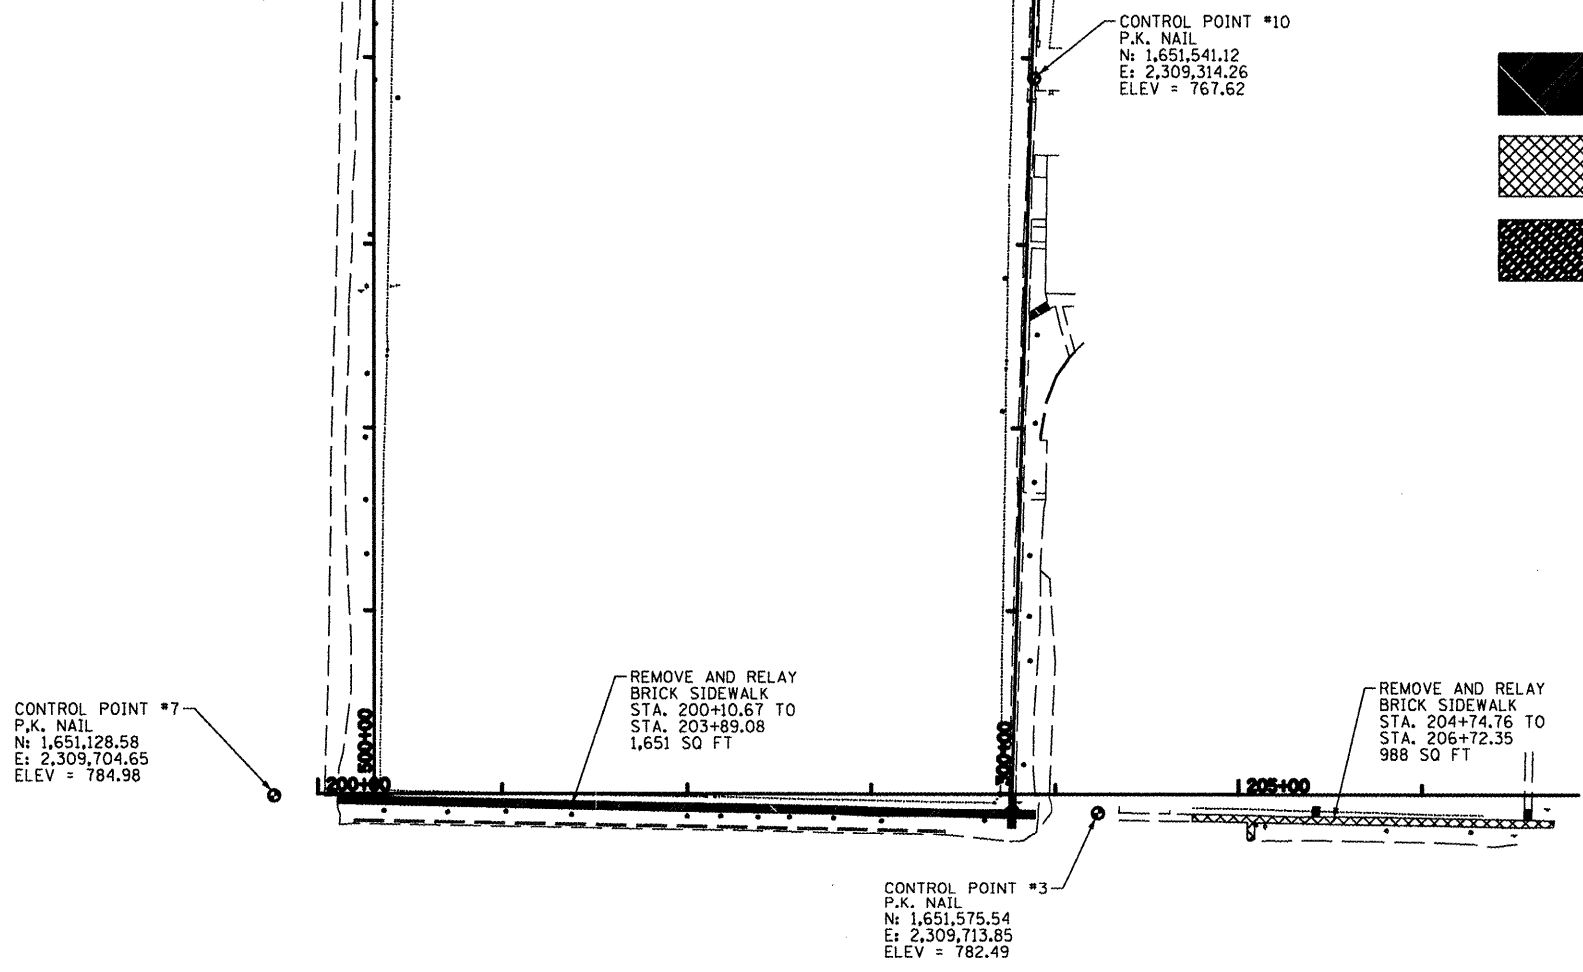 CONTROL POINT #10
P.K. NAIL
N: 1,651,541.12
E: 2,309,314.26
ELEV = 767.62
REMOVE AND RELAY
BRICK SIDEWALK
STA. 200+10.67 TO
STA. 203+89.08
1,651 SQ FT
REMOVE AND RELAY
BRICK SIDEWALK
STA. 204+74.76 TO
STA. 206+72.35
988 SQ FT
CONTROL POINT #7
P.K. NAIL
N: 1,651,128.58
E: 2,309,704.65
ELEV = 784.98
500+00
300+00
200+00
205+00
CONTROL POINT #3
P.K. NAIL
N: 1,651,575.54
E: 2,309,713.85
ELEV = 782.49